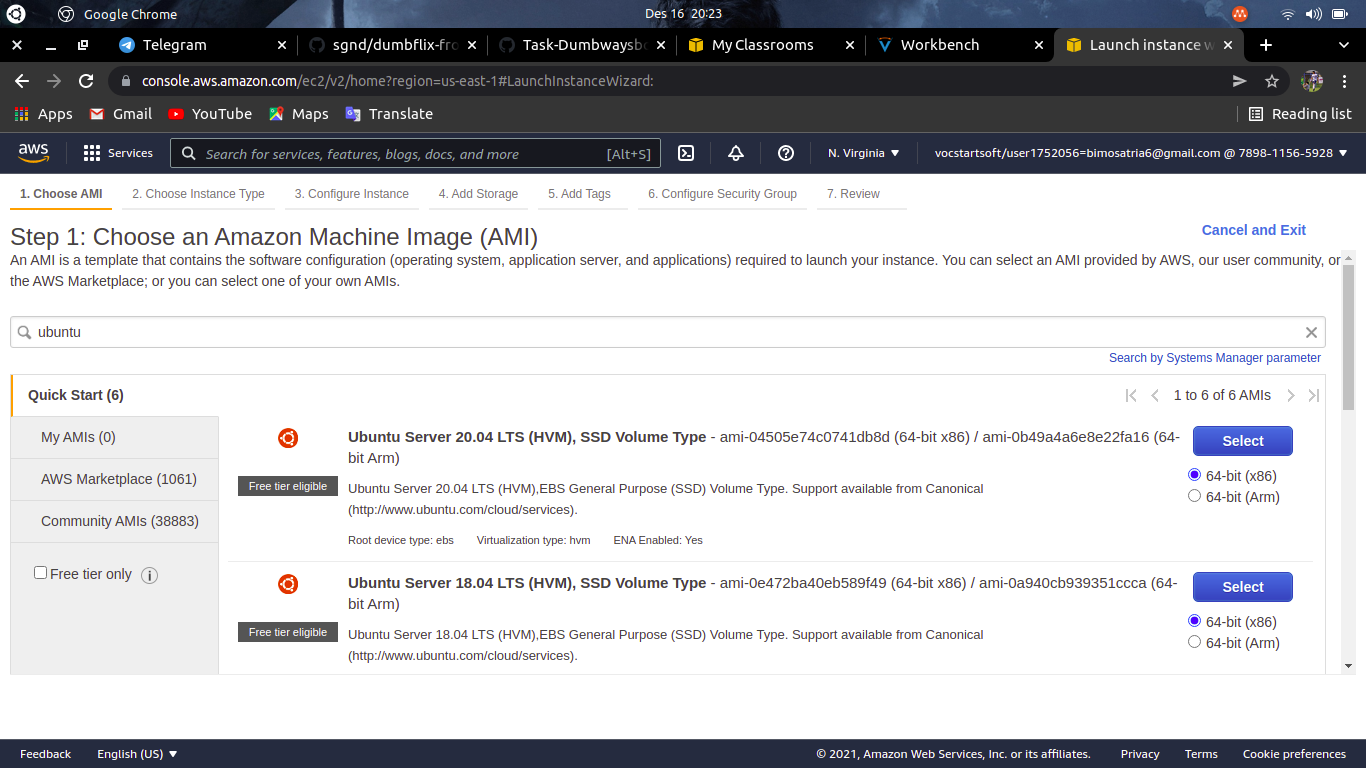 Google Chrome
Des 16 20:23
Telegram
sgnd/dumbflix-fro
Task-Dumbwaysb
My Classrooms
Workbench
Launch instance w
console.aws.amazon.com/ec2/v2/home?region=us-east-1#LaunchInstanceWizard:
Apps
Gmail
YouTube
Maps
Translate
Reading list
aws
Services
Search for services, features, blogs, docs, and more
[Alt+S]
N. Virginia
vocstartsoft/user1752056=bimosatria6@gmail.com @ 7898-1156-5928
1. Choose AMI
2. Choose Instance Type
3. Configure Instance
4. Add Storage
5. Add Tags
6. Configure Security Group
7. Review
Step 1: Choose an Amazon Machine Image (AMI)
Cancel and Exit
An AMI is a template that contains the software configuration (operating system, application server, and applications) required to launch your instance. You can select an AMI provided by AWS, our user community, or
the AWS Marketplace; or you can select one of your own AMIs.
ubuntu
Search by Systems Manager parameter
Quick Start (6)
1 to 6 of 6 AMIs
My AMIs (0)
AWS Marketplace (1061)
Community AMIs (38883)
Free tier only
Ubuntu Server 20.04 LTS (HVM), SSD Volume Type - ami-04505e74c0741db8d (64-bit x86) / ami-0b49a4a6e8e22fa16 (64-
bit Arm)
Select
Free tier eligible
Ubuntu Server 20.04 LTS (HVM),EBS General Purpose (SSD) Volume Type. Support available from Canonical
(http://www.ubuntu.com/cloud/services).
64-bit (x86)
64-bit (Arm)
Root device type: ebs
Virtualization type: hvm
ENA Enabled: Yes
Ubuntu Server 18.04 LTS (HVM), SSD Volume Type - ami-0e472ba40eb589f49 (64-bit x86) / ami-0a940cb939351ccca (64-
bit Arm)
Select
Free tier eligible
Ubuntu Server 18.04 LTS (HVM),EBS General Purpose (SSD) Volume Type. Support available from Canonical
(http://www.ubuntu.com/cloud/services).
64-bit (x86)
64-bit (Arm)
Feedback
English (US)
© 2021, Amazon Web Services, Inc. or its affiliates.
Privacy
Terms
Cookie preferences